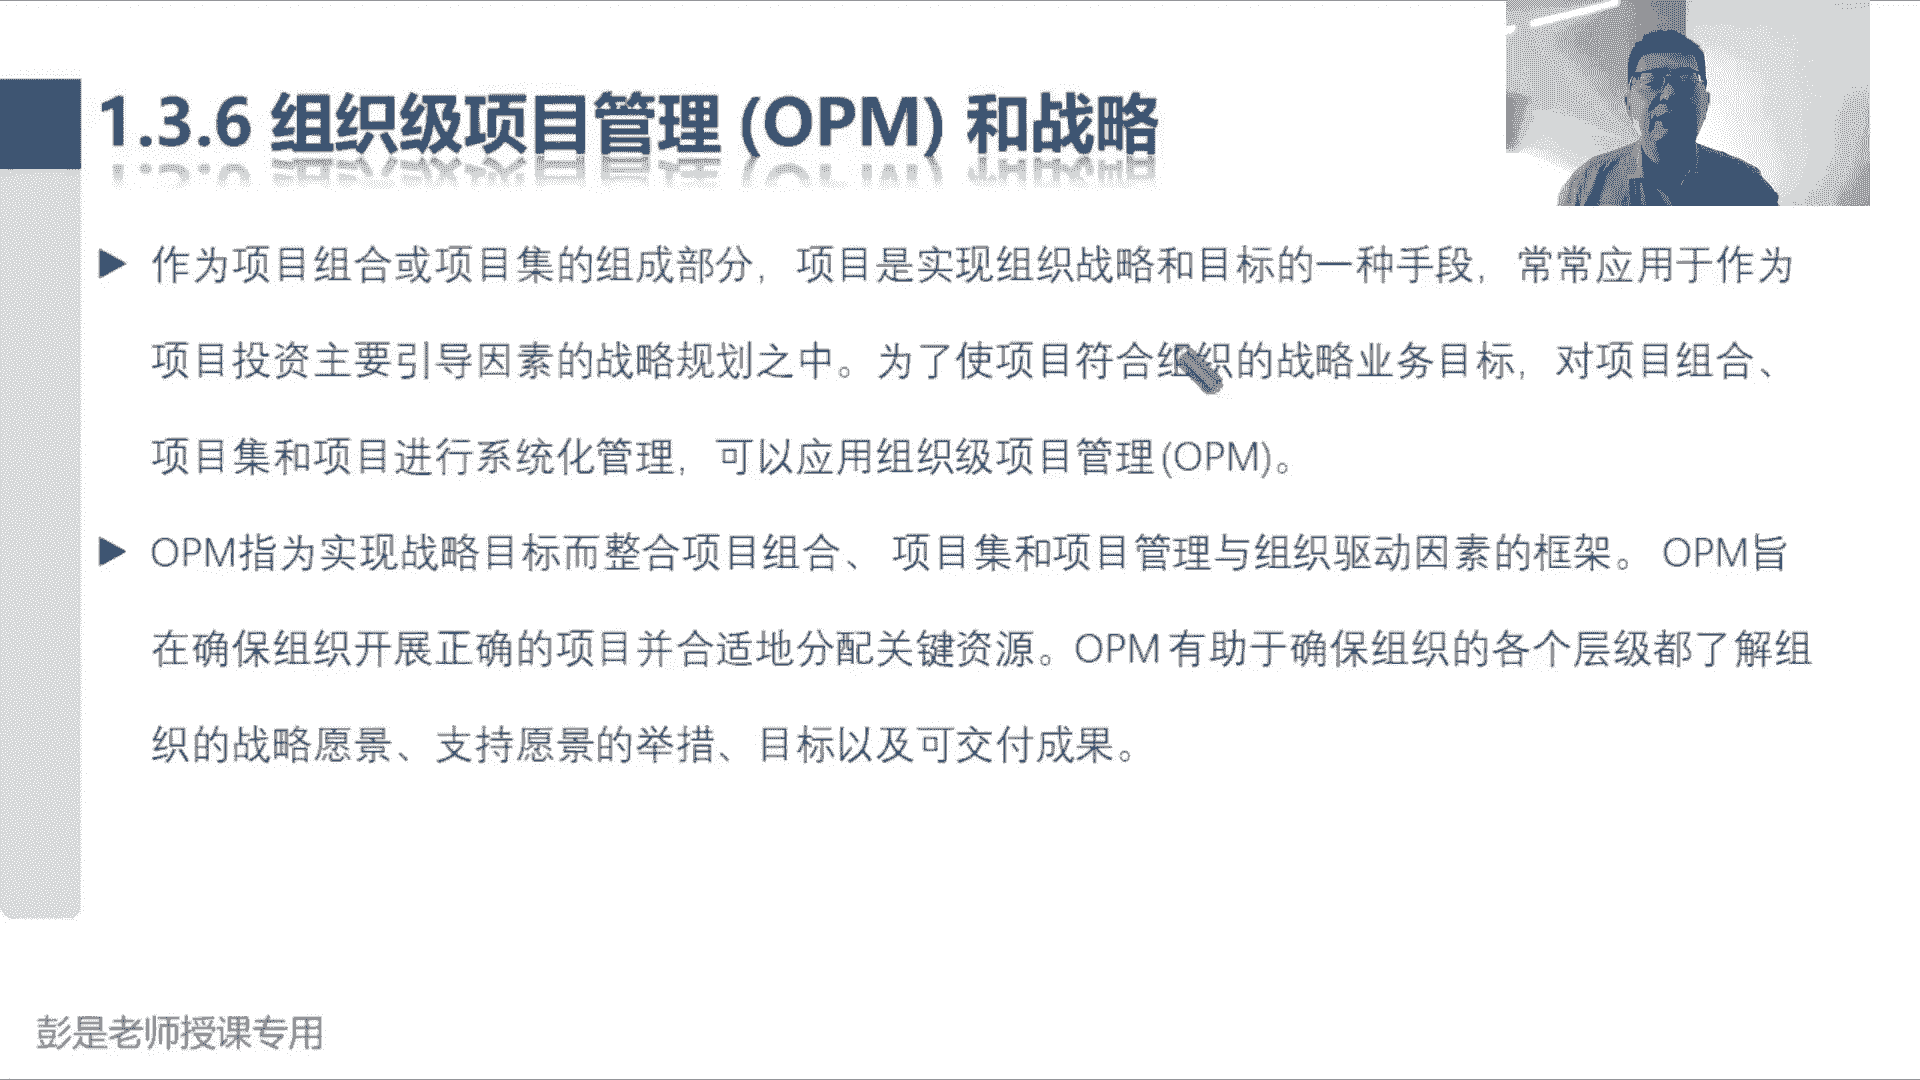 1.3.6 组织级项目管理 (OPM) 和战略
作为项目组合或项目集的组成部分，项目是实现组织战略和目标的一种手段，常常应用于作为
项目投资主要引导因素的战略规划之中。为了使项目符合组织的战略业务目标，对项目组合、
项目集和项目进行系统化管理，可以应用组织级项目管理(OPM)。
OPM指为实现战略目标而整合项目组合、 项目集和项目管理与组织驱动因素的框架。 OPM旨
在确保组织开展正确的项目并合适地分配关键资源。OPM 有助于确保组织的各个层级都了解组
织的战略愿景、支持愿景的举措、目标以及可交付成果。
彭是老师授课专用